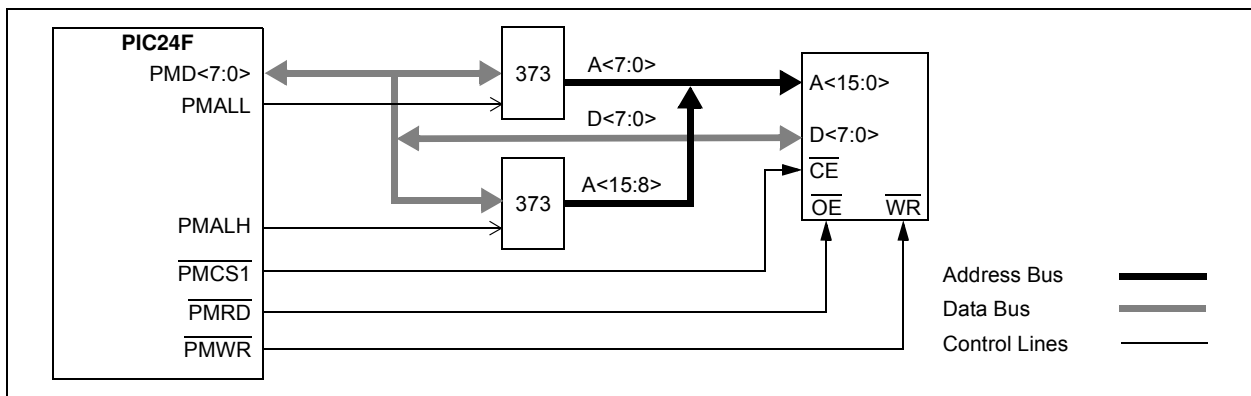 PIC24F
PMD<7:0>
PMALL
PMALH
PMCS1
PMRD
PMWR
373
373
A<7:0>
D<7:0>
A<15:8>
A<15:0>
D<7:0>
CE
OE WR
Address Bus
Data Bus
Control Lines